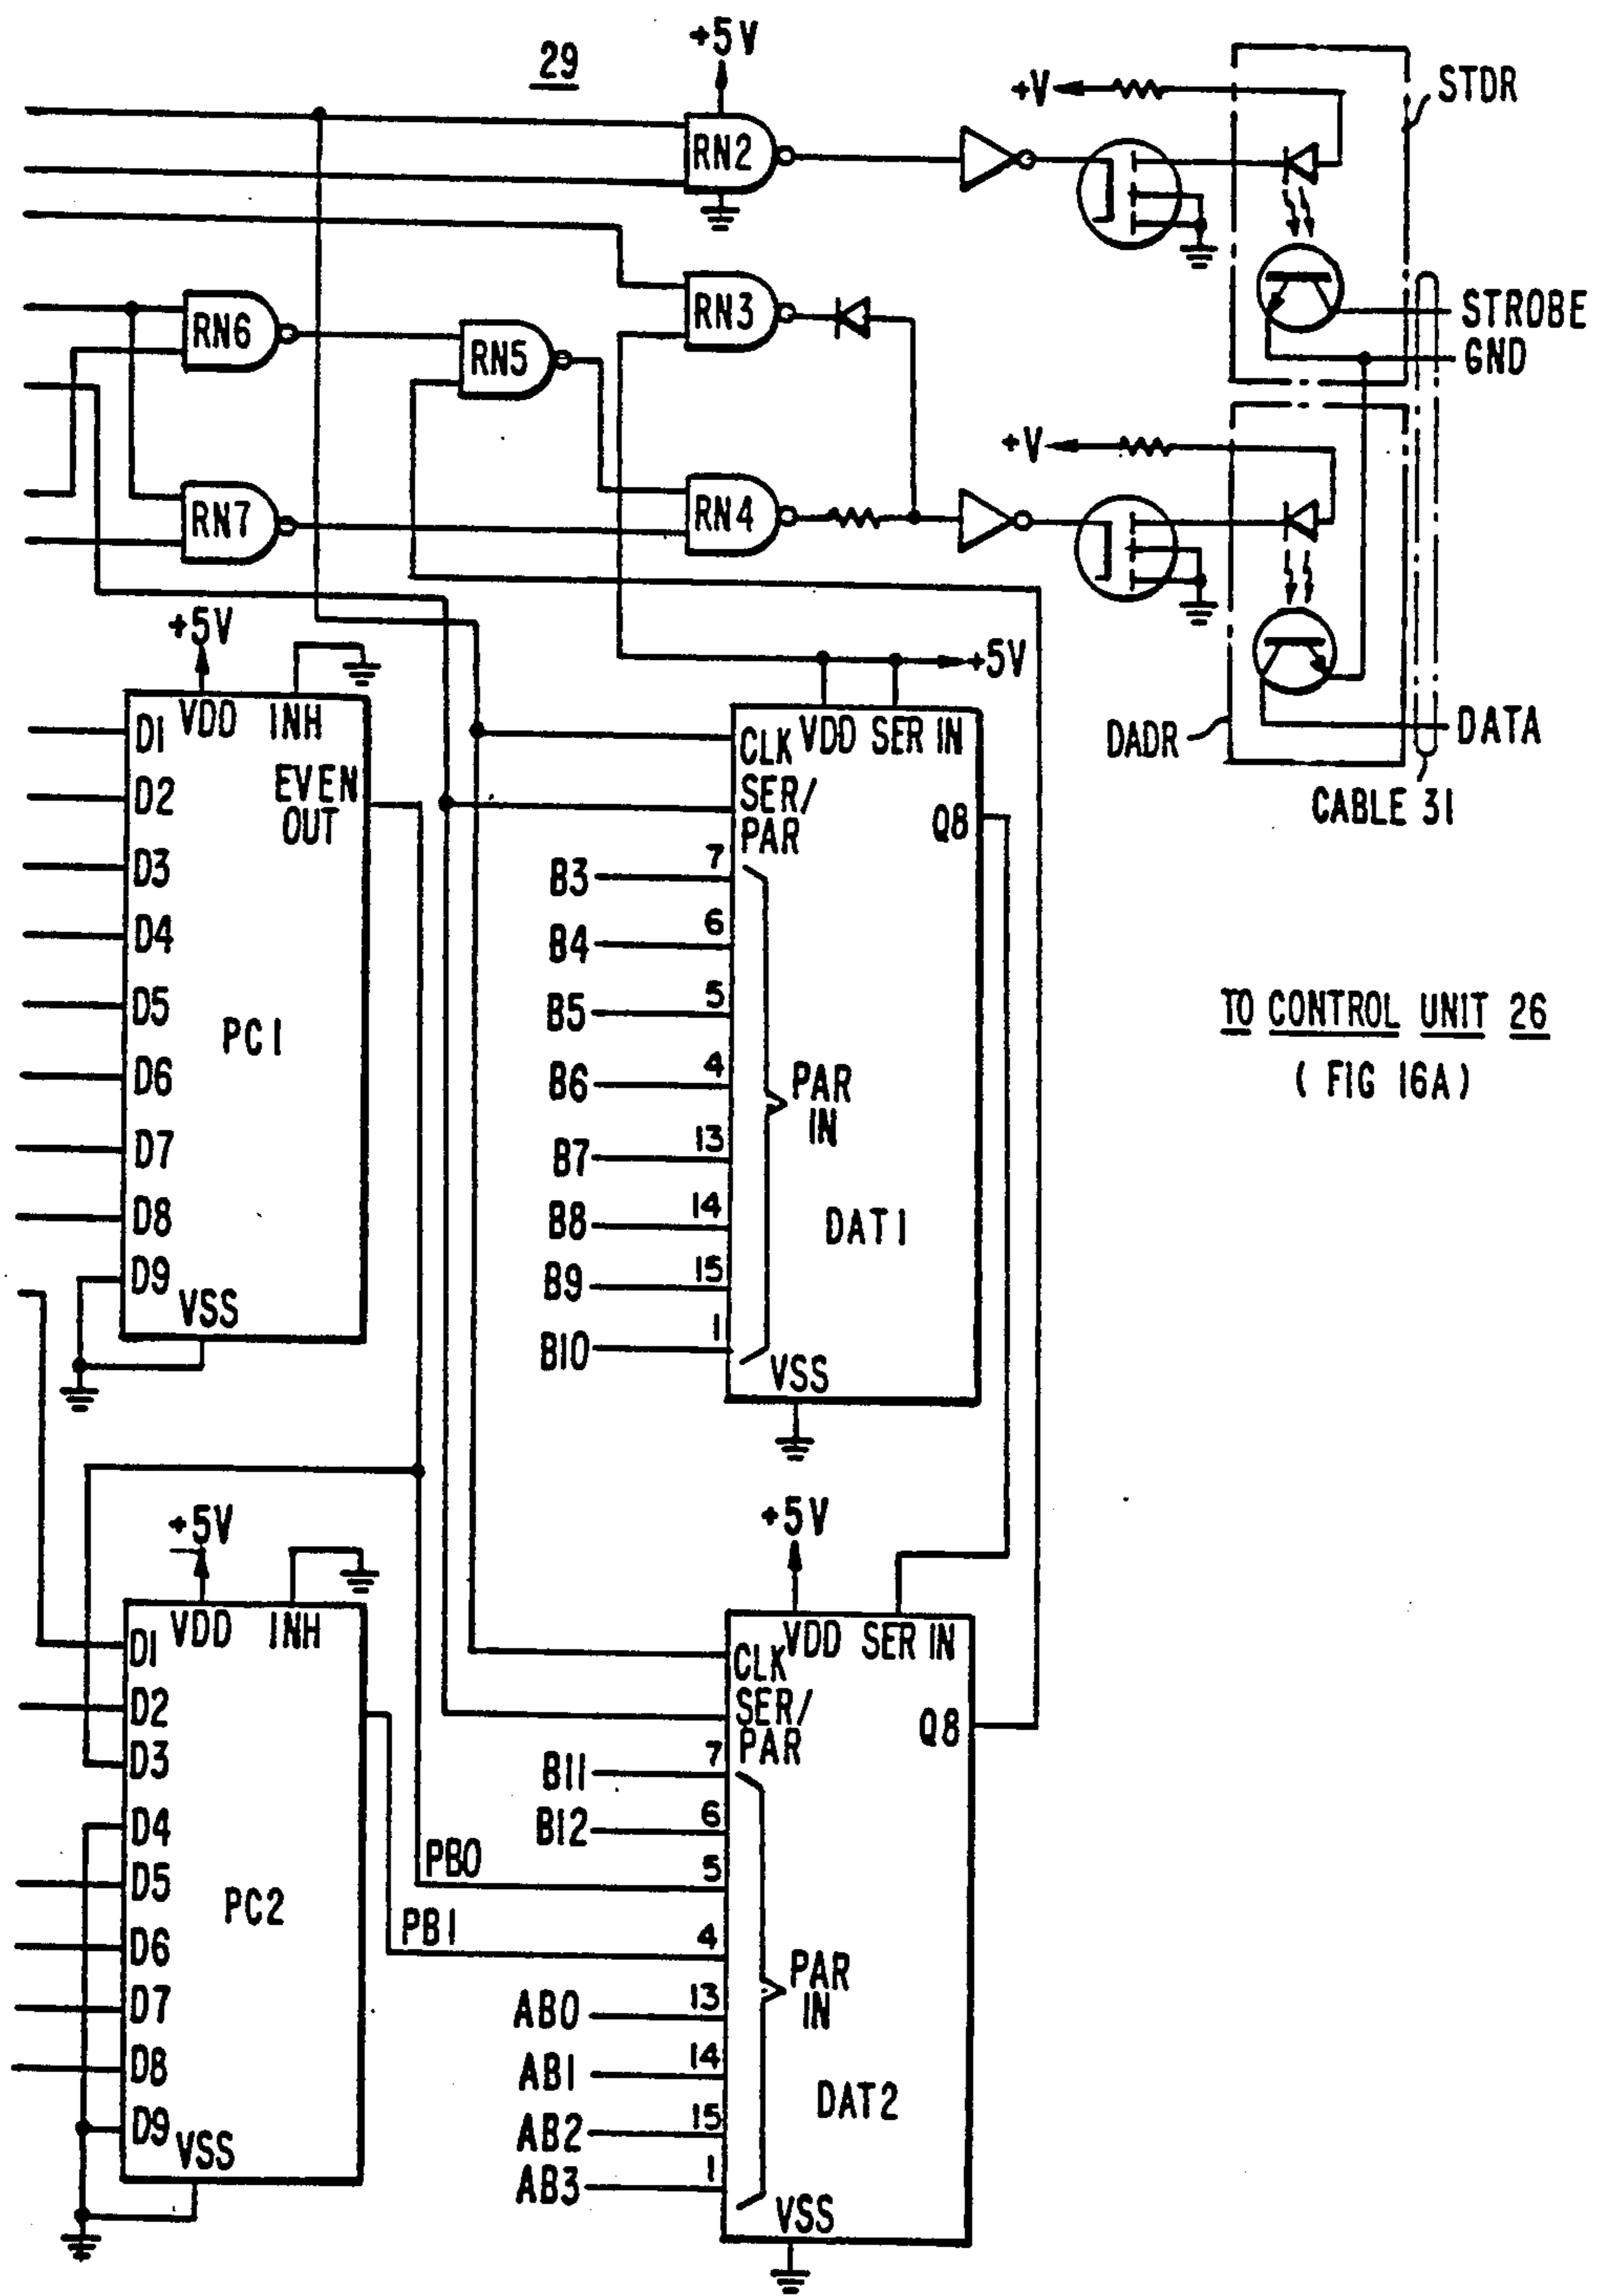 29
+5V
+V
STDR
RN2
RN3
STROBE
GND
RN6
RN5
+V
RN7
RN4
+5V
+5V
VDD INH
D1
D2
D3
D4
D5
D6
D7
D8
D9
EVEN
OUT
PC1
VSS
CLK VDD SER IN
SER/
PAR
Q8
DADR
DATA
CABLE 31
B3 7
B4 6
B5 5
B6 4
B7 13
B8 14
B9 15
B10 1
PAR
IN
DAT1
VSS
TO CONTROL UNIT 26
( FIG 16A )
+5V
+5V
VDD INH
D1
D2
D3
D4
D5
D6
D7
D8
D9
PC2
VSS
PB0
PB1
CLK VDD SER IN
SER/
PAR
Q8
B11 7
B12 6
5
4
AB0 13
AB1 14
AB2 15
AB3 1
PAR
IN
DAT2
VSS